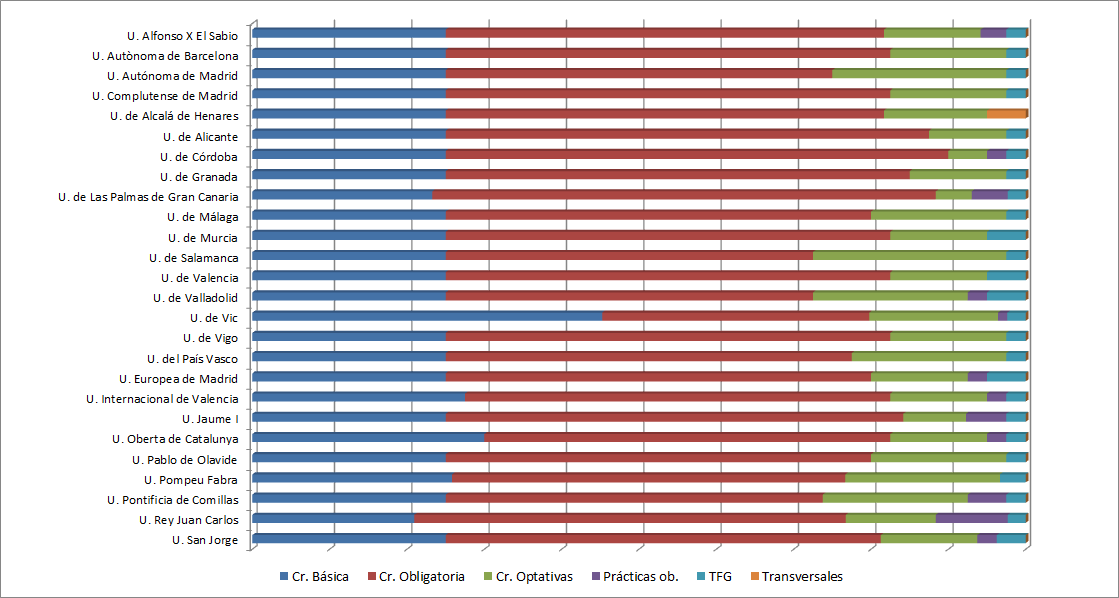 U. Alfonso X El Sabio
U. Autònoma de Barcelona
U. Autónoma de Madrid
U. Complutense de Madrid
U. de Alcalá de Henares
U. de Alicante
U. de Córdoba
U. de Granada
U. de Las Palmas de Gran Canaria
U. de Málaga
U. de Murcia
U. de Salamanca
U. de Valencia
U. de Valladolid
U. de Vic
U. de Vigo
U. del País Vasco
U. Europea de Madrid
U. Internacional de Valencia
U. Jaume I
U. Oberta de Catalunya
U. Pablo de Olavide
U. Pompeu Fabra
U. Pontificia de Comillas
U. Rey Juan Carlos
U. San Jorge
Cr. Básica Cr. Obligatoria Cr. Optativas Prácticas ob. TFG Transversales